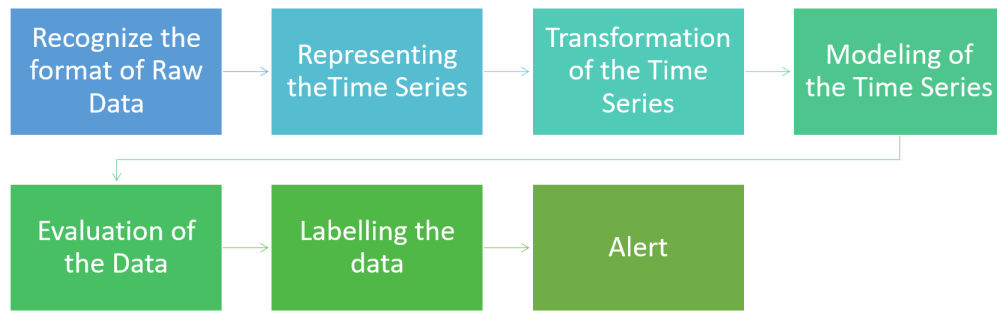 Recognize the
format of Raw
Data
Representing
theTime Series
Transformation
of the Time
Series
Modeling of
the Time Series
Evaluation of
the Data
Labelling the
data
Alert